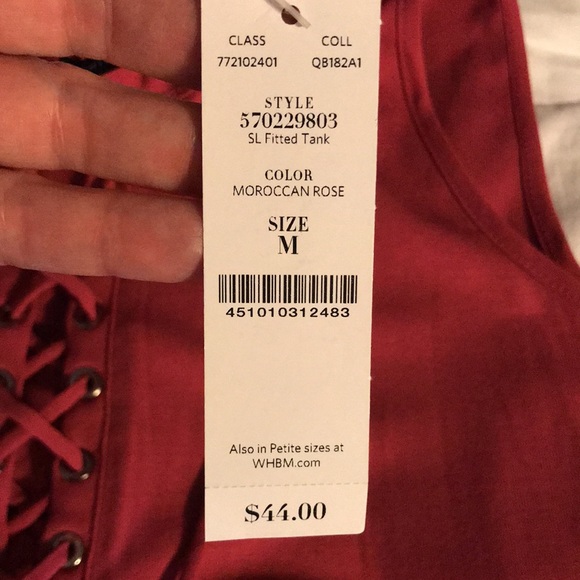 CLASS COLL
772102401 QB182A1
STYLE
570229803
SL Fitted Tank
COLOR
MOROCCAN ROSE
SIZE
M
451010312483
Also in Petite sizes at
WHBM.com
$44.00